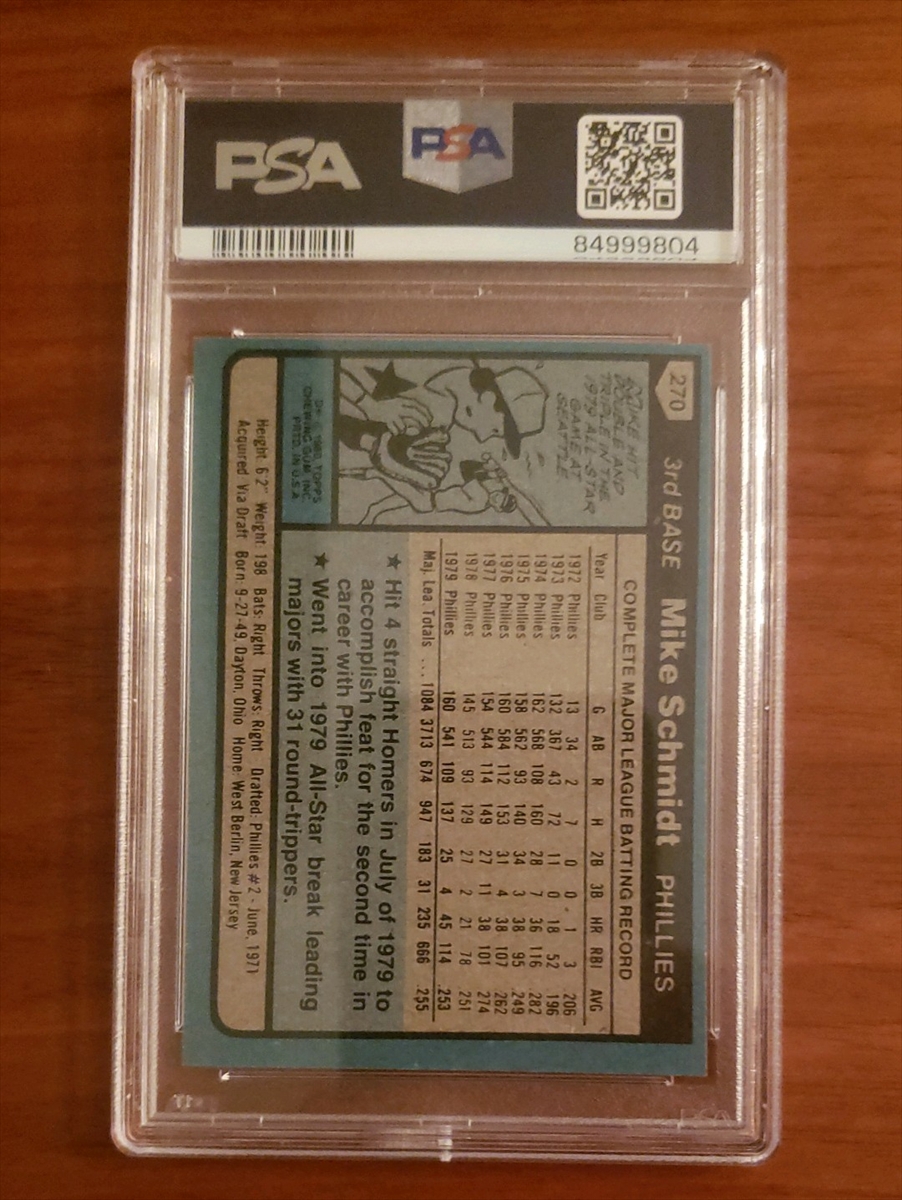 PSA
PSA
84999804
270
3rd BASE Mike Schmidt PHILLIES
MIKE HIT
DOUBLE AND
TRIPLE IN THE
1979 ALL-STAR
GAME AT
SEATTLE
1980 TOPPS
CHEWING GUM, INC.
PRTD. IN U.S.A.
COMPLETE MAJOR LEAGUE BATTING RECORD
Year Club G AB R H 2B 3B HR RBI AVG
1972 Phillies 13 34 2 7 0 0 1 3 .206
1973 Phillies 132 367 43 72 11 0 18 52 .196
1974 Phillies 162 568 108 160 28 7 36 116 .282
1975 Phillies 158 562 93 140 34 3 38 95 .249
1976 Phillies 160 584 112 153 31 4 38 107 .262
1977 Phillies 154 544 114 149 27 11 38 101 .274
1978 Phillies 145 513 93 129 27 2 21 78 .251
1979 Phillies 160 541 109 137 25 4 45 114 .253
Maj. Lea. Totals ... 1084 3713 674 947 183 31 235 666 .255
★ Hit 4 straight Homers in July of 1979 to
accomplish feat for the second time in
career with Phillies.
★ Went into 1979 All-Star break leading
majors with 31 round-trippers.
Height: 6'2" Weight: 198 Bats: Right Throws: Right Drafted: Phillies #2 - June, 1971
Acquired: Via Draft Born: 9-27-49, Dayton, Ohio Home: West Berlin, New Jersey
PSA